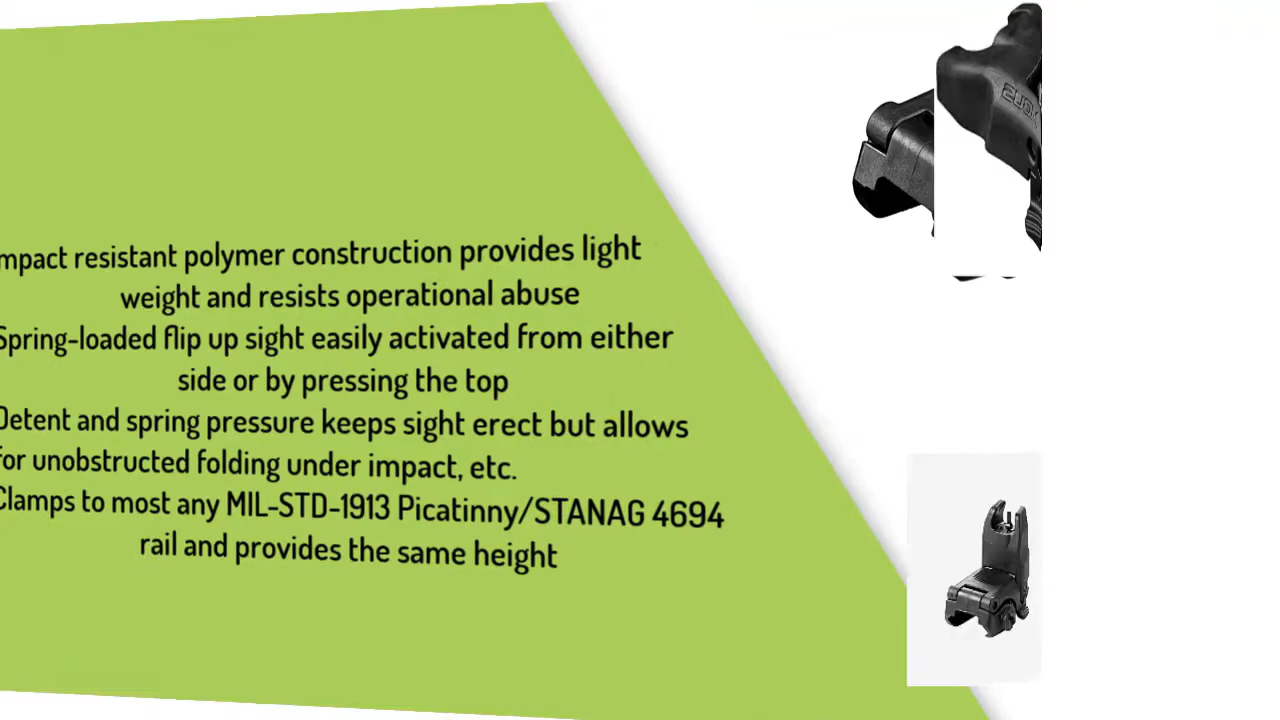 mpact resistant polymer construction provides light
weight and resists operational abuse
Spring-loaded flip up sight easily activated from either
side or by pressing the top
Detent and spring pressure keeps sight erect but allows
for unobstructed folding under impact, etc.
Clamps to most any MIL-STD-1913 Picatinny/STANAG 4694
rail and provides the same height